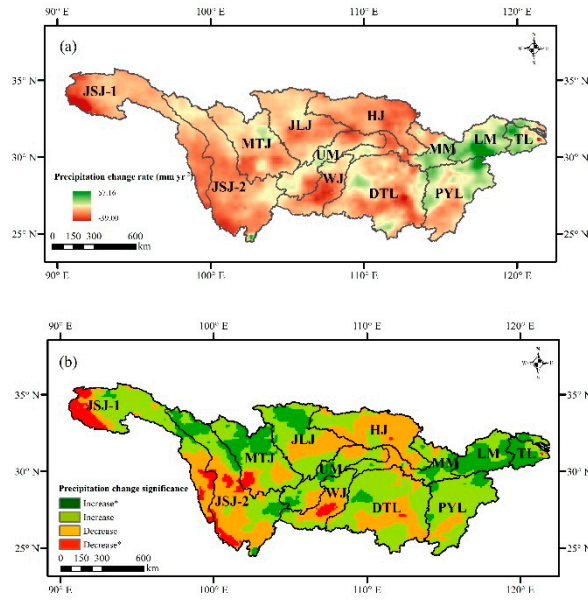 90° E 100° E 110° E 120° E
(a)
N
35° N 35° N
JSJ-1
HJ
JLJ
MTJ
LM
TL
MM
30° N 30° N
UM
Precipitation change rate (mm yr⁻¹)
WJ
JSJ-2
DTL
PYL
57.16
-39.00
25° N 25° N
0 150 300 600
km
90° E 100° E 110° E 120° E
90° E 100° E 110° E 120° E
(b)
N
35° N 35° N
JSJ-1
HJ
JLJ
MTJ
LM
TL
MM
30° N 30° N
UM
Precipitation change significance
WJ
JSJ-2
DTL
PYL
Increase*
Increase
Decrease
Decrease*
25° N 25° N
0 150 300 600
km
90° E 100° E 110° E 120° E